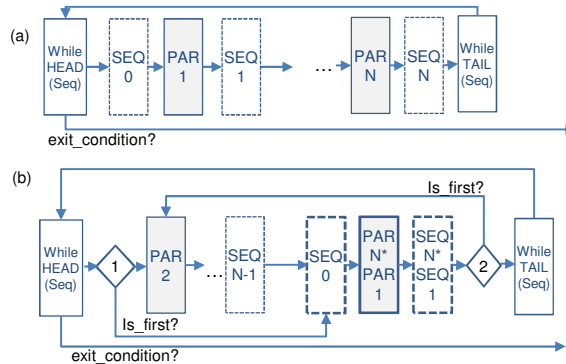 (a)
While
HEAD
(Seq)
SEQ
0
PAR
1
SEQ
1
...
PAR
N
SEQ
N
While
TAIL
(Seq)
exit_condition?
(b)
Is_first?
While
HEAD
(Seq)
1
PAR
2
...
SEQ
N-1
SEQ
0
PAR
N*
PAR
1
SEQ
N*
SEQ
1
2
While
TAIL
(Seq)
Is_first?
exit_condition?